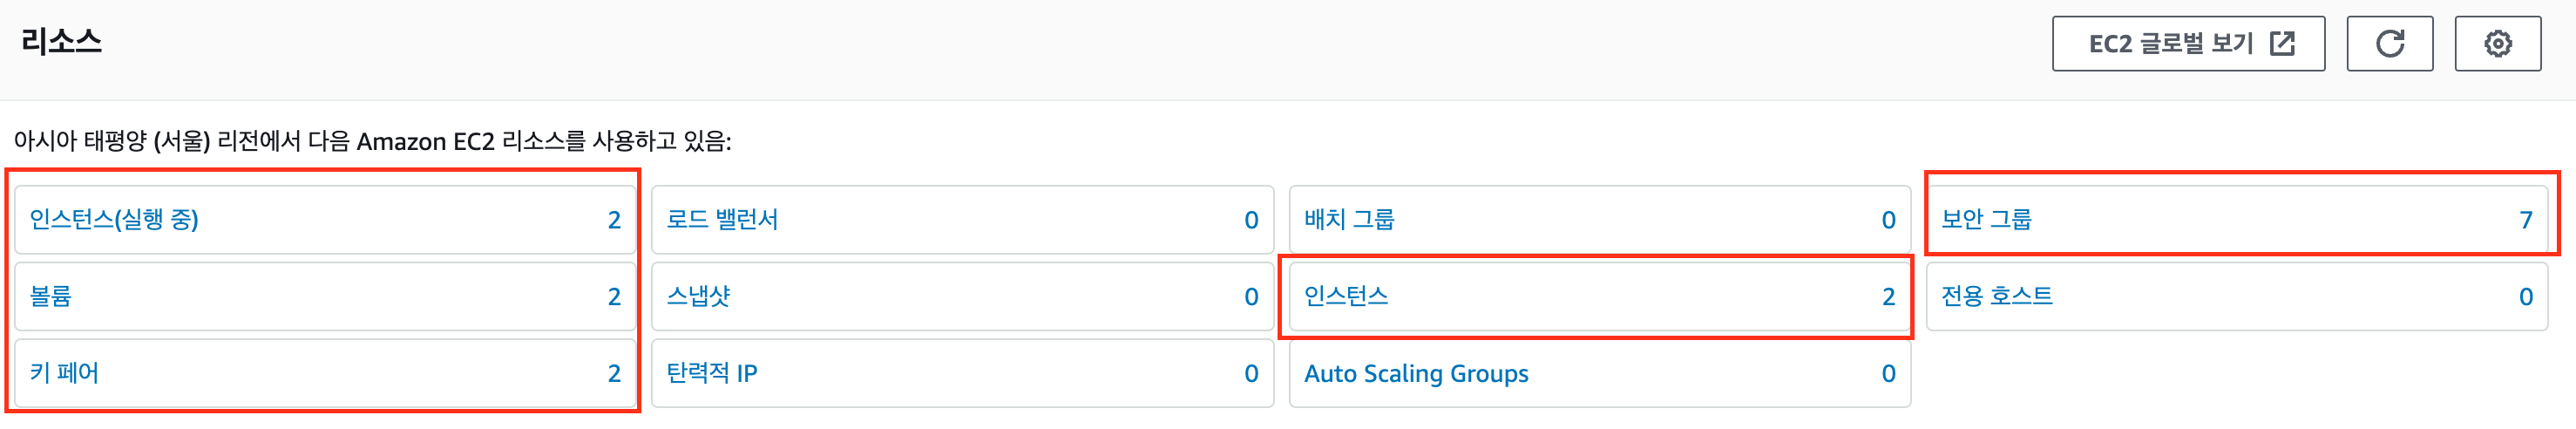 리소스
EC2 글로벌 보기
아시아 태평양 (서울) 리전에서 다음 Amazon EC2 리소스를 사용하고 있음:
인스턴스(실행 중) 2 로드 밸런서 0 배치 그룹 0 보안 그룹 7
볼륨 2 스냅샷 0 인스턴스 2 전용 호스트 0
키 페어 2 탄력적 IP 0 Auto Scaling Groups 0